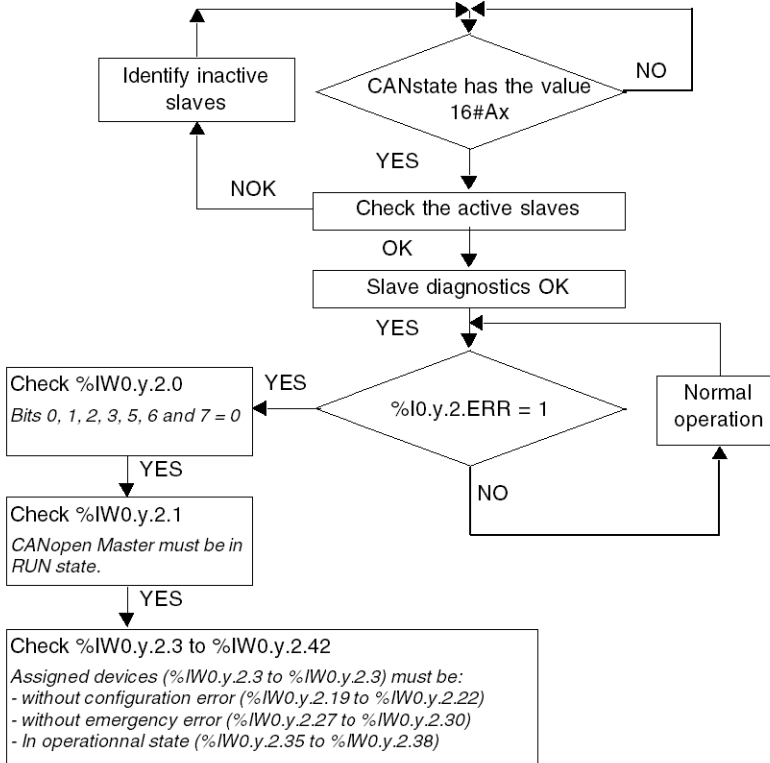 Identify inactive
slaves
CANstate has the value
16#Ax
NO
YES
NOK
Check the active slaves
OK
Slave diagnostics OK
YES
Check %IW0.y.2.0
Bits 0, 1, 2, 3, 5, 6 and 7 = 0
YES
%I0.y.2.ERR = 1
Normal
operation
YES
NO
Check %IW0.y.2.1
CANopen Master must be in
RUN state.
YES
Check %IW0.y.2.3 to %IW0.y.2.42
Assigned devices (%IW0.y.2.3 to %IW0.y.2.3) must be:
- without configuration error (%IW0.y.2.19 to %IW0.y.2.22)
- without emergency error (%IW0.y.2.27 to %IW0.y.2.30)
- In operationnal state (%IW0.y.2.35 to %IW0.y.2.38)